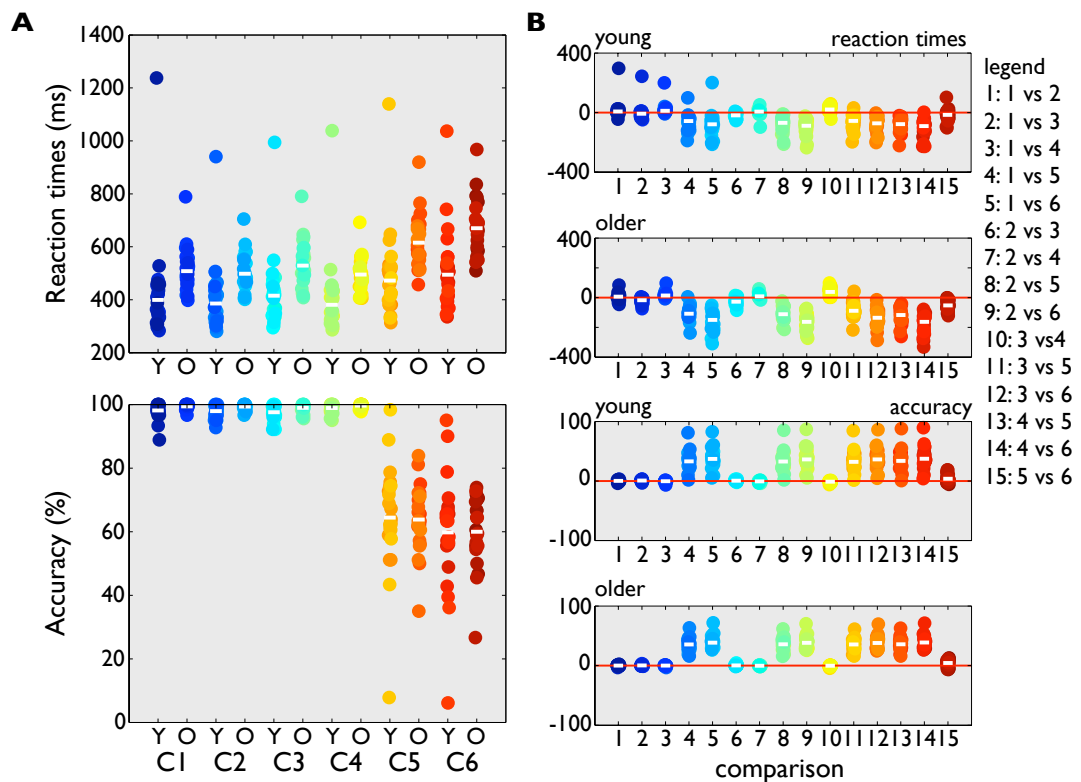 A
Reaction times (ms)
1400
1200
1000
800
600
400
200
Y O Y O Y O Y O Y O Y O
Accuracy (%)
100
80
60
40
20
0
Y O Y O Y O Y O Y O Y O
C1 C2 C3 C4 C5 C6
B
young reaction times
400
0
-400
1 2 3 4 5 6 7 8 9 10 11 12 13 14 15
older
400
0
-400
1 2 3 4 5 6 7 8 9 10 11 12 13 14 15
young accuracy
100
0
-100
1 2 3 4 5 6 7 8 9 10 11 12 13 14 15
older
100
0
-100
1 2 3 4 5 6 7 8 9 10 11 12 13 14 15
comparison
legend
1: 1 vs 2
2: 1 vs 3
3: 1 vs 4
4: 1 vs 5
5: 1 vs 6
6: 2 vs 3
7: 2 vs 4
8: 2 vs 5
9: 2 vs 6
10: 3 vs4
11: 3 vs 5
12: 3 vs 6
13: 4 vs 5
14: 4 vs 6
15: 5 vs 6